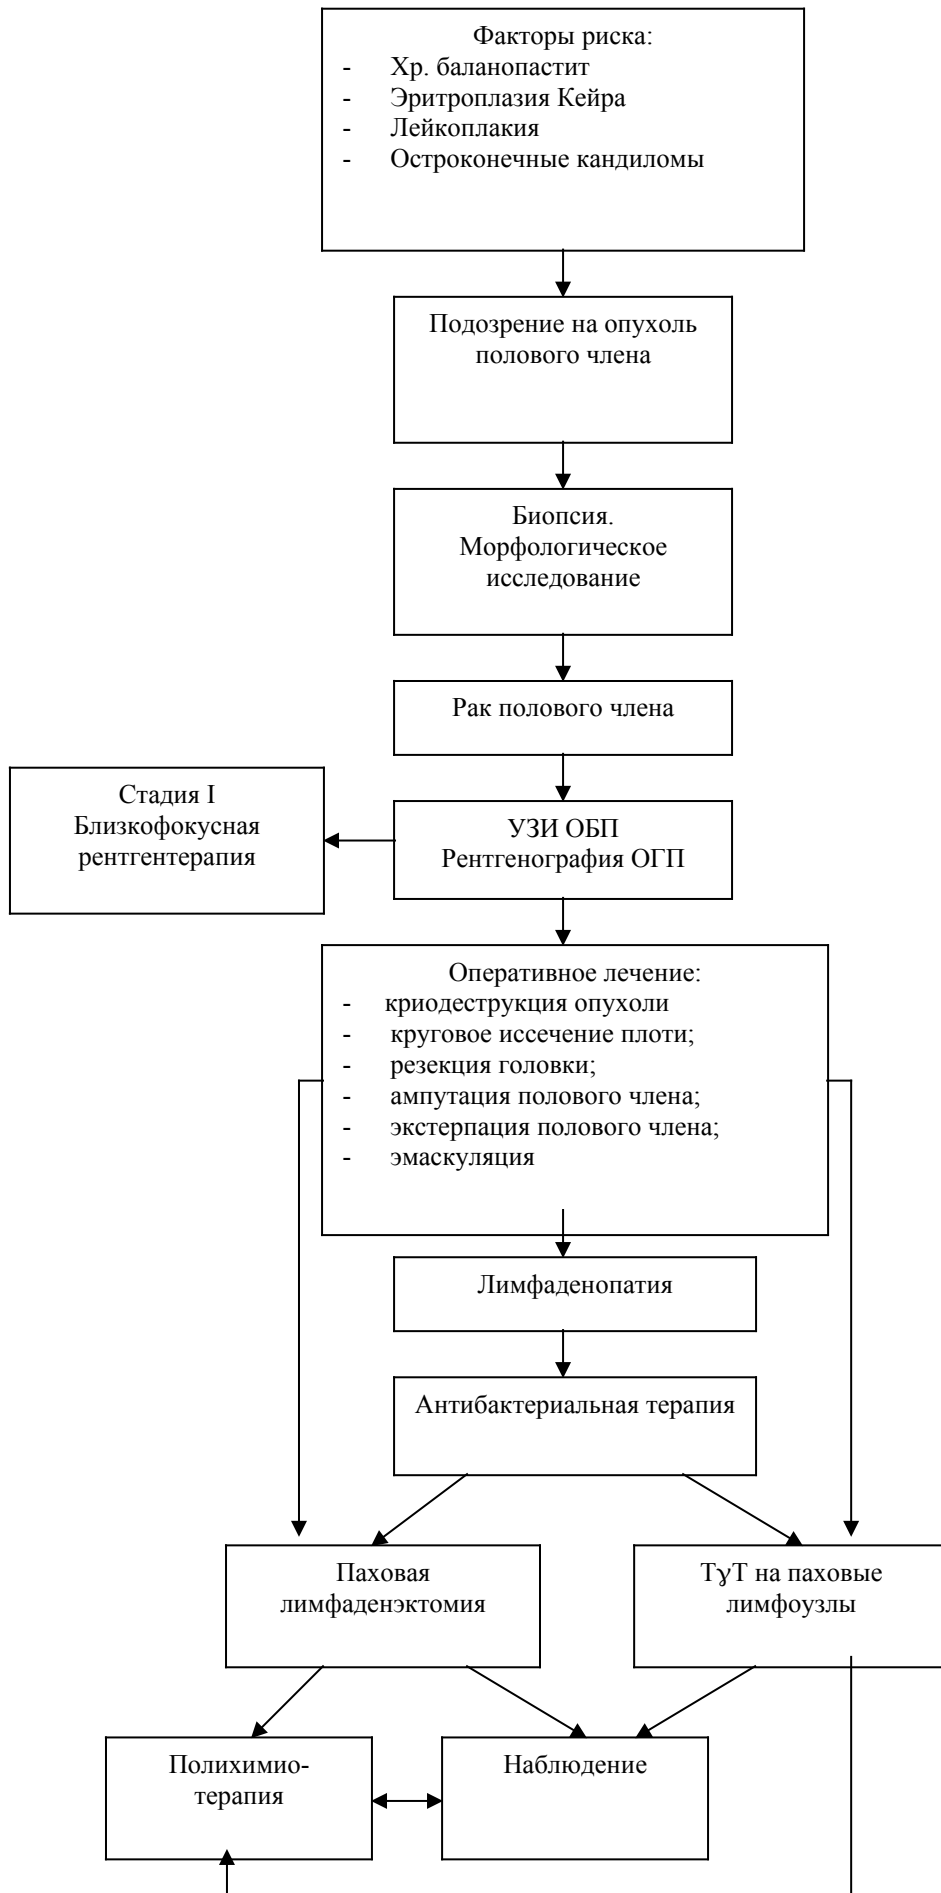 Факторы риска:
- Хр. баланопастит
- Эритроплазия Кейра
- Лейкоплакия
- Остроконечные кандиломы
Подозрение на опухоль
полового члена
Биопсия.
Морфологическое
исследование
Рак полового члена
Стадия I
Близкофокусная
рентгентерапия
УЗИ ОБП
Рентгенография ОГП
Оперативное лечение:
- криодеструкция опухоли
- круговое иссечение плоти;
- резекция головки;
- ампутация полового члена;
- экстерпация полового члена;
- эмаскуляция
Лимфаденопатия
Антибактериальная терапия
Паховая
лимфаденэктомия
TγT на паховые
лимфоузлы
Полихимио-
терапия
Наблюдение